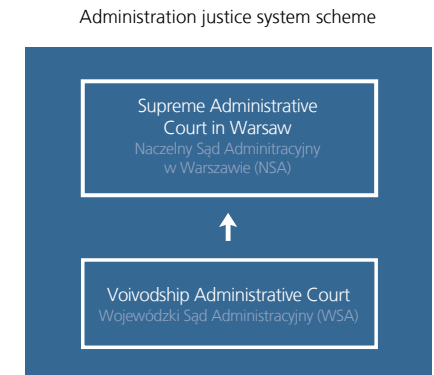 Administration justice system scheme
Supreme Administrative
Court in Warsaw
Naczelny Sąd Adminitracyjny
w Warszawie (NSA)
Voivodship Administrative Court
Wojewódzki Sąd Administracyjny (WSA)